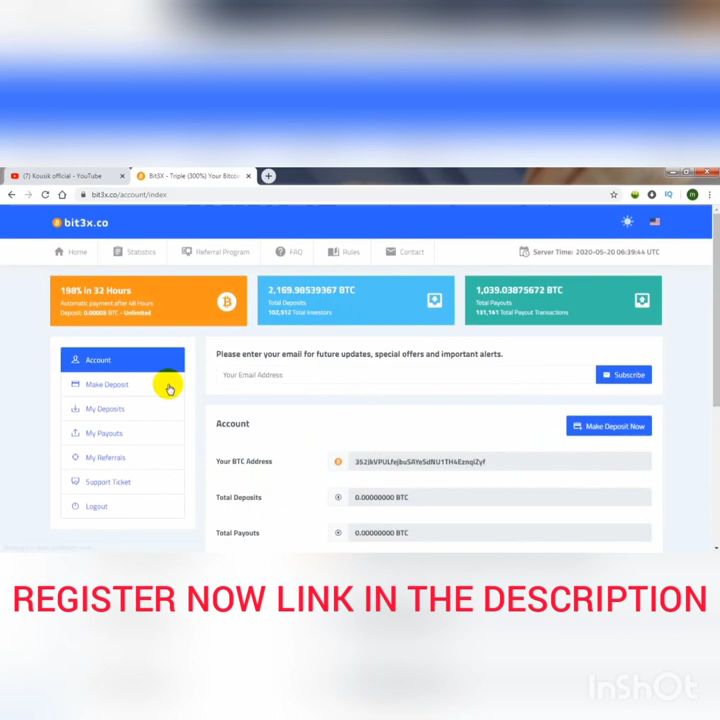 (7) Kousik official - YouTube
Bit3X - Triple (300%) Your Bitcoi
bit3x.co/account/index
bit3x.co
Home
Statistics
Referral Program
FAQ
Rules
Contact
Server Time: 2020-05-20 06:39:44 UTC
198% in 32 Hours
Automatic payment after 48 Hours
Deposit: 0.00005 BTC - Unlimited
2,169.98539367 BTC
Total Deposits
102,512 Total Investors
1,039.03875672 BTC
Total Payouts
131,161 Total Payout Transactions
Account
Make Deposit
My Deposits
My Payouts
My Referrals
Support Ticket
Logout
Please enter your email for future updates, special offers and important alerts.
Your Email Address
Subscribe
Account
Make Deposit Now
Your BTC Address
Total Deposits
0.00000000 BTC
Total Payouts
0.00000000 BTC
REGISTER NOW LINK IN THE DESCRIPTION
InShOt